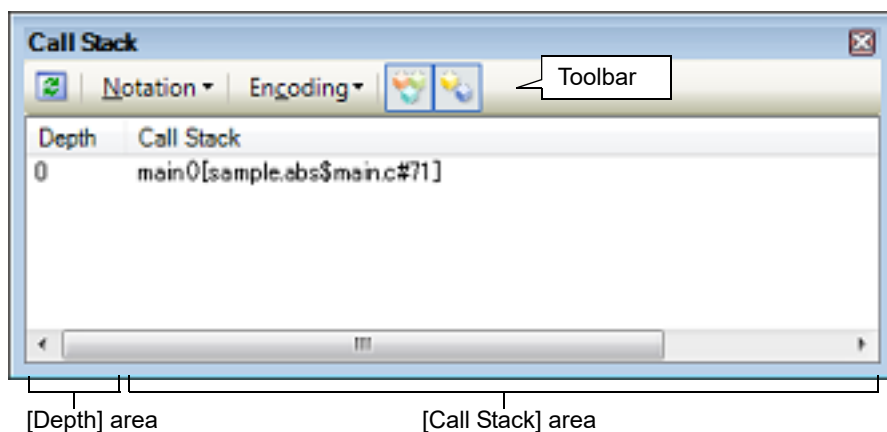 Call Stack
Notation Encoding Toolbar
Depth Call Stack
0 main()[sample.abs$main.c#71]
[Depth] area [Call Stack] area